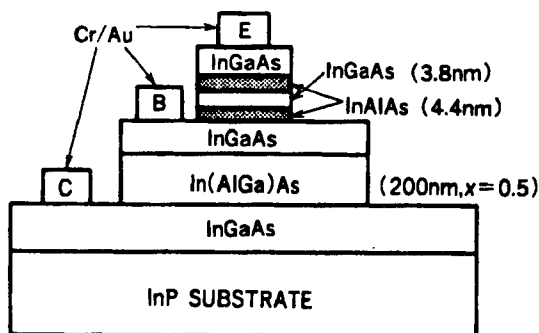 E
Cr/Au
InGaAs
InGaAs (3.8nm)
B
InAlAs (4.4nm)
InGaAs
C
In(AlGa)As
(200nm,x=0.5)
InGaAs
InP SUBSTRATE